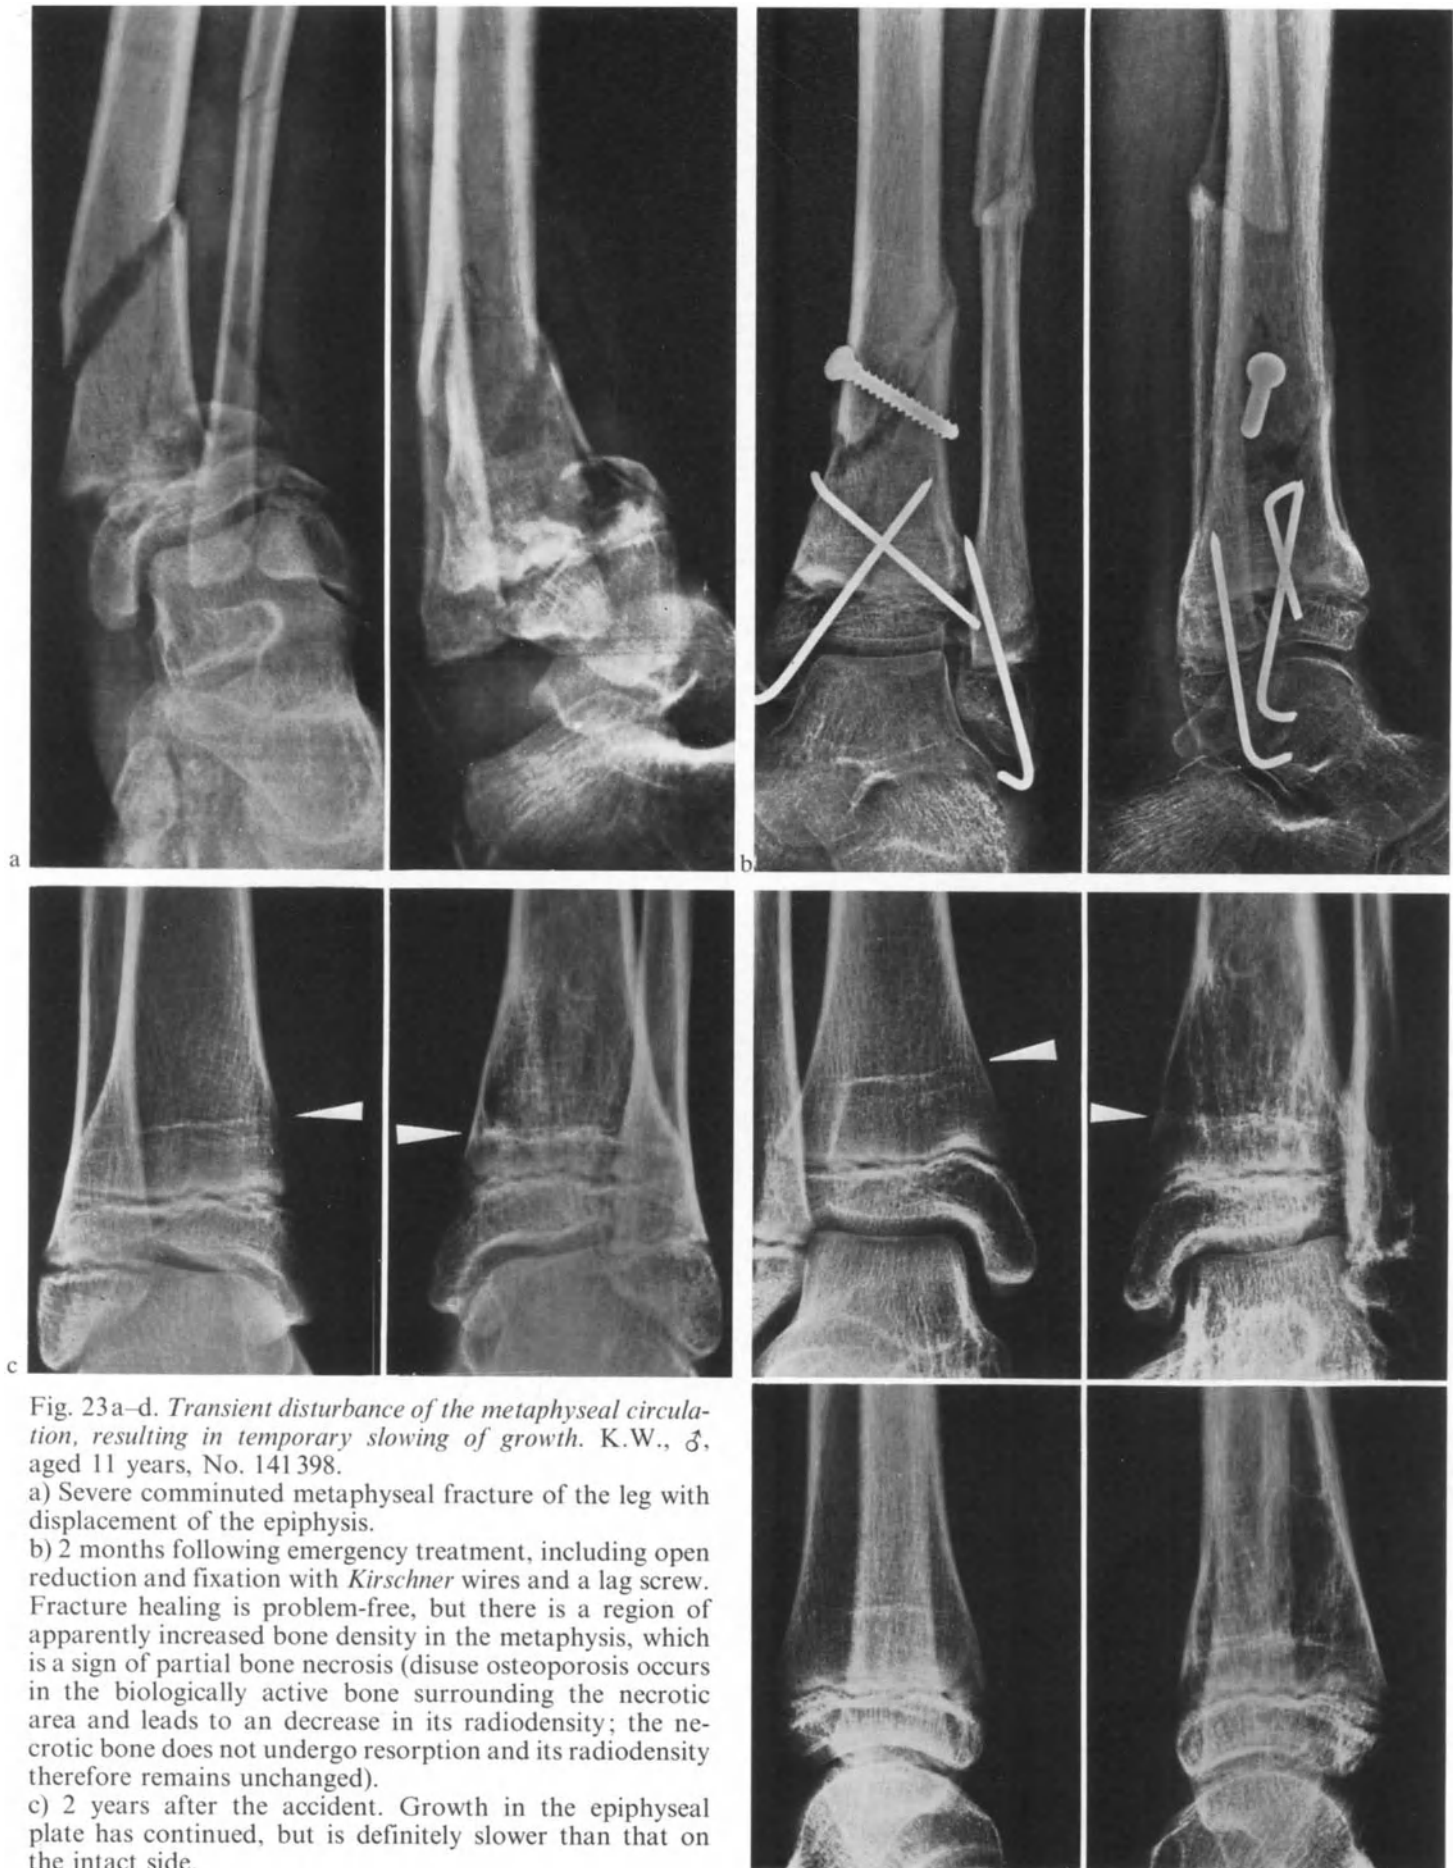 a
b
c
Fig. 23a–d. Transient disturbance of the metaphyseal circula-
tion, resulting in temporary slowing of growth. K.W., ♂,
aged 11 years, No. 141398.
a) Severe comminuted metaphyseal fracture of the leg with
displacement of the epiphysis.
b) 2 months following emergency treatment, including open
reduction and fixation with Kirschner wires and a lag screw.
Fracture healing is problem-free, but there is a region of
apparently increased bone density in the metaphysis, which
is a sign of partial bone necrosis (disuse osteoporosis occurs
in the biologically active bone surrounding the necrotic
area and leads to an decrease in its radiodensity; the ne-
crotic bone does not undergo resorption and its radiodensity
therefore remains unchanged).
c) 2 years after the accident. Growth in the epiphyseal
plate has continued, but is definitely slower than that on
the intact side.